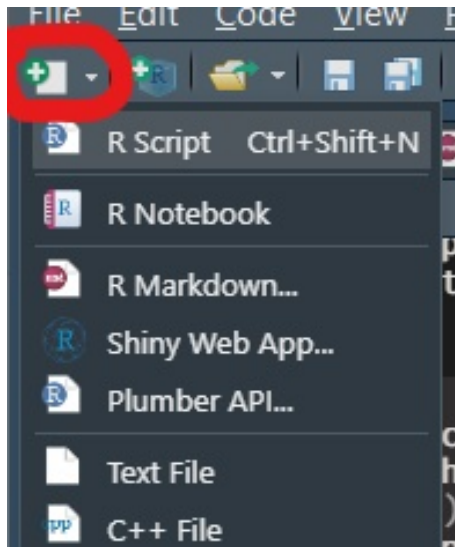 File Edit Code View
R Script Ctrl+Shift+N
R Notebook
R Markdown...
Shiny Web App...
Plumber API...
Text File
C++ File